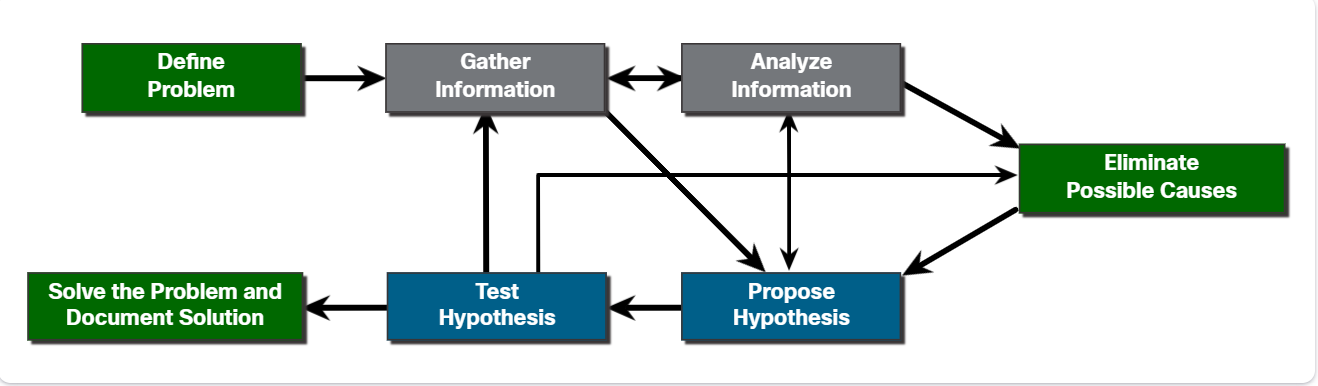 Define
Problem
Gather
Information
Analyze
Information
Eliminate
Possible Causes
Solve the Problem and
Document Solution
Test
Hypothesis
Propose
Hypothesis